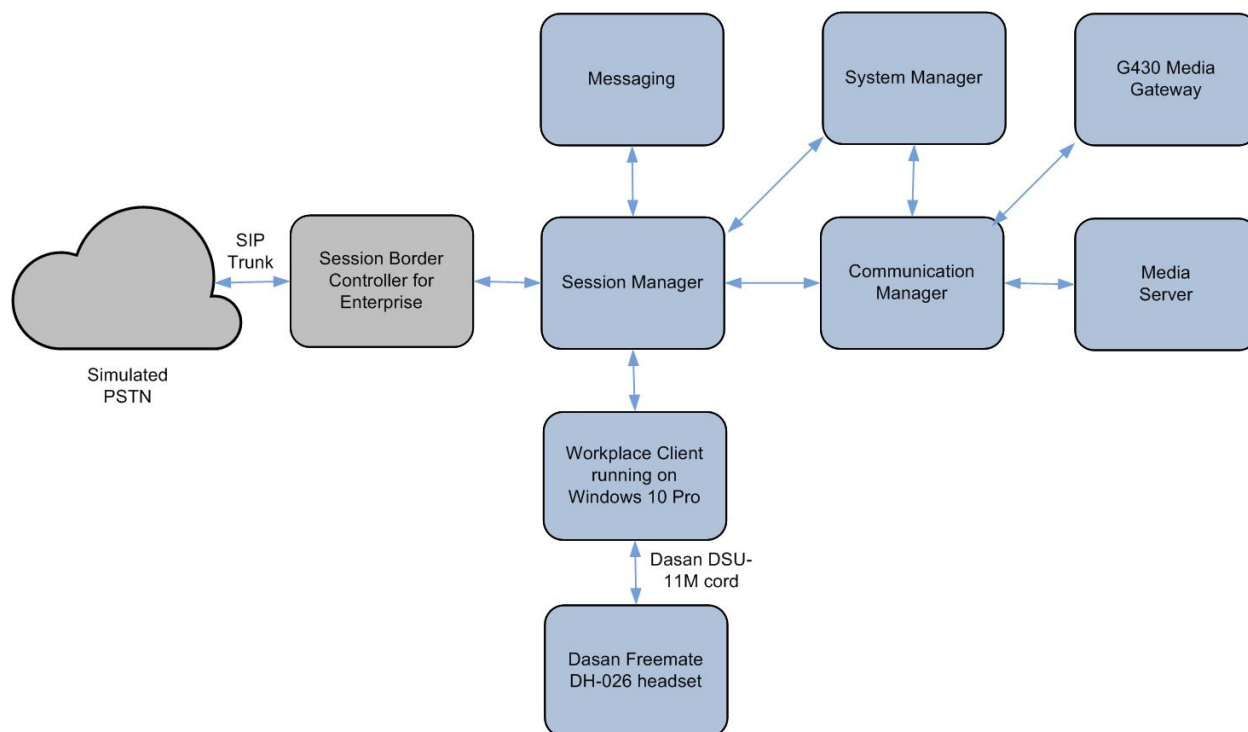 Messaging
System Manager
G430 Media
Gateway
SIP
Trunk
Session Border
Controller for
Enterprise
Session Manager
Communication
Manager
Media
Server
Simulated
PSTN
Workplace Client
running on
Windows 10 Pro
Dasan DSU-
11M cord
Dasan Freemate
DH-026 headset